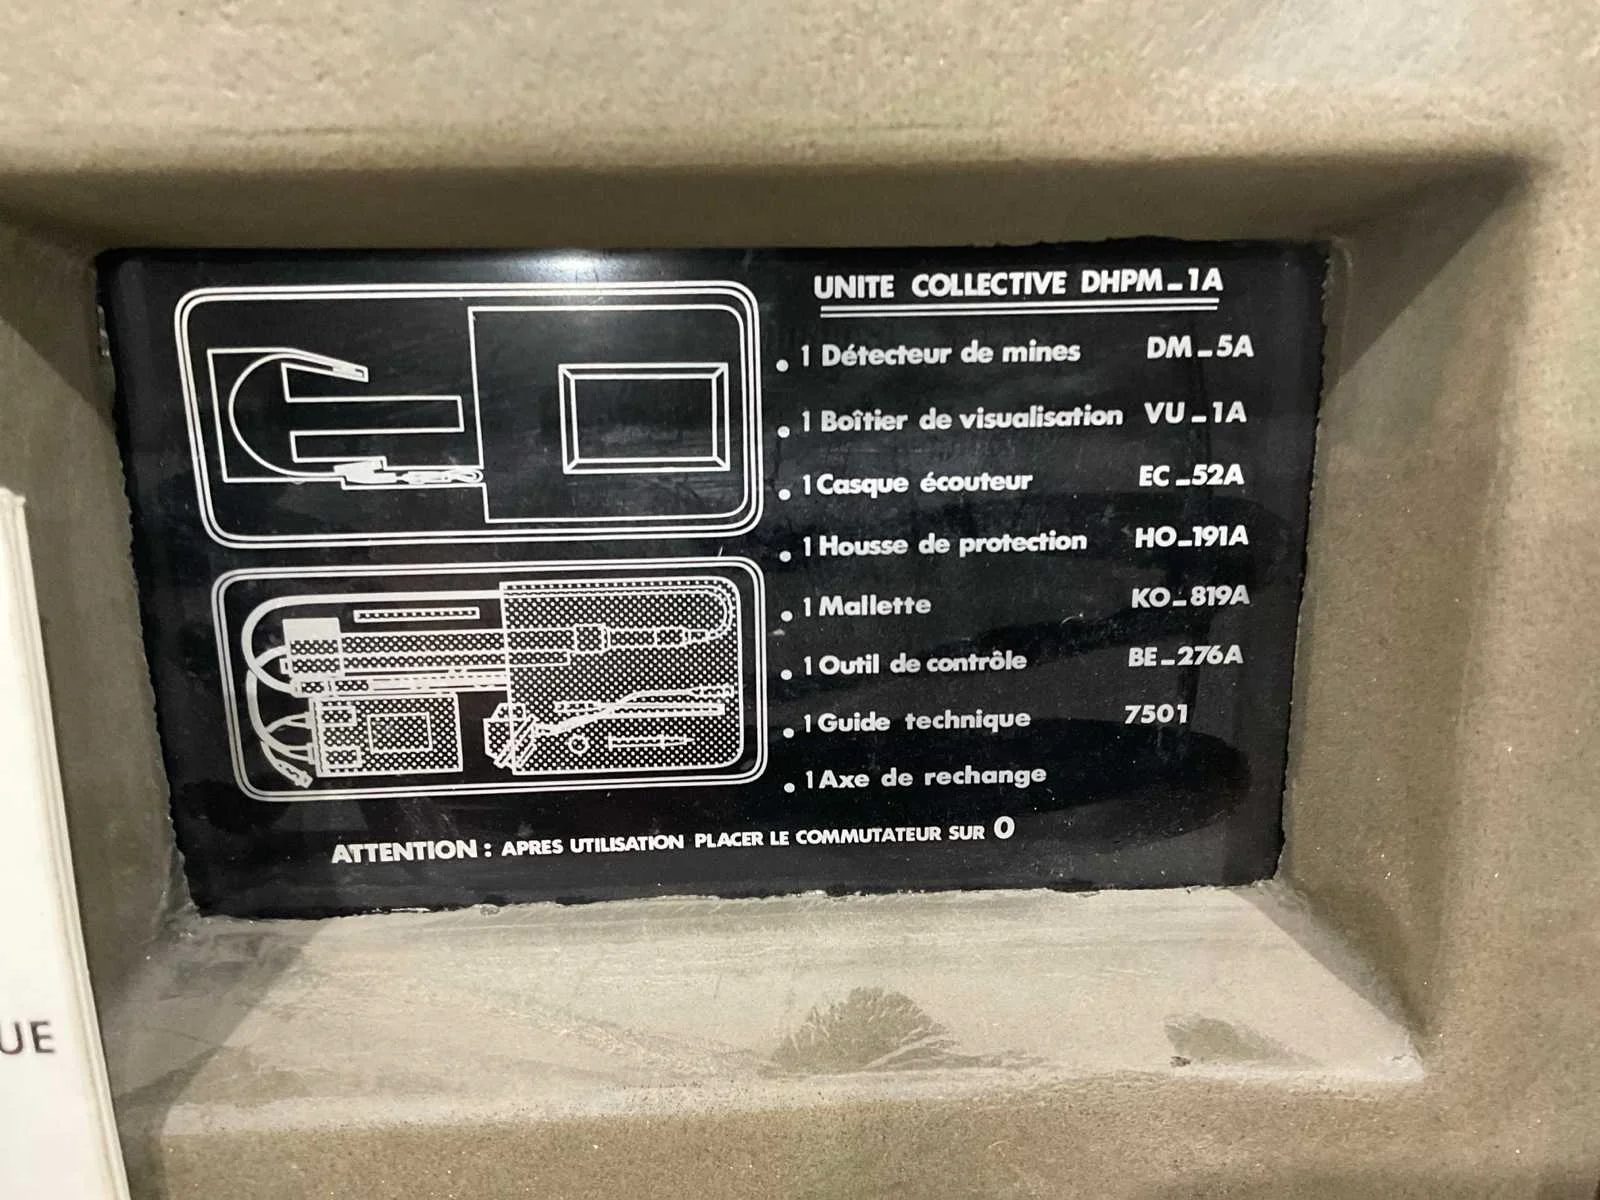 UNITE COLLECTIVE DHPM_1A
. 1 Détecteur de mines DM_5A
. 1 Boîtier de visualisation VU_1A
. 1 Casque écouteur EC_52A
. 1 Housse de protection HO_191A
. 1 Mallette KO_819A
. 1 Outil de contrôle BE_276A
. 1 Guide technique 7501
. 1 Axe de rechange
ATTENTION : APRES UTILISATION PLACER LE COMMUTATEUR SUR O
UE